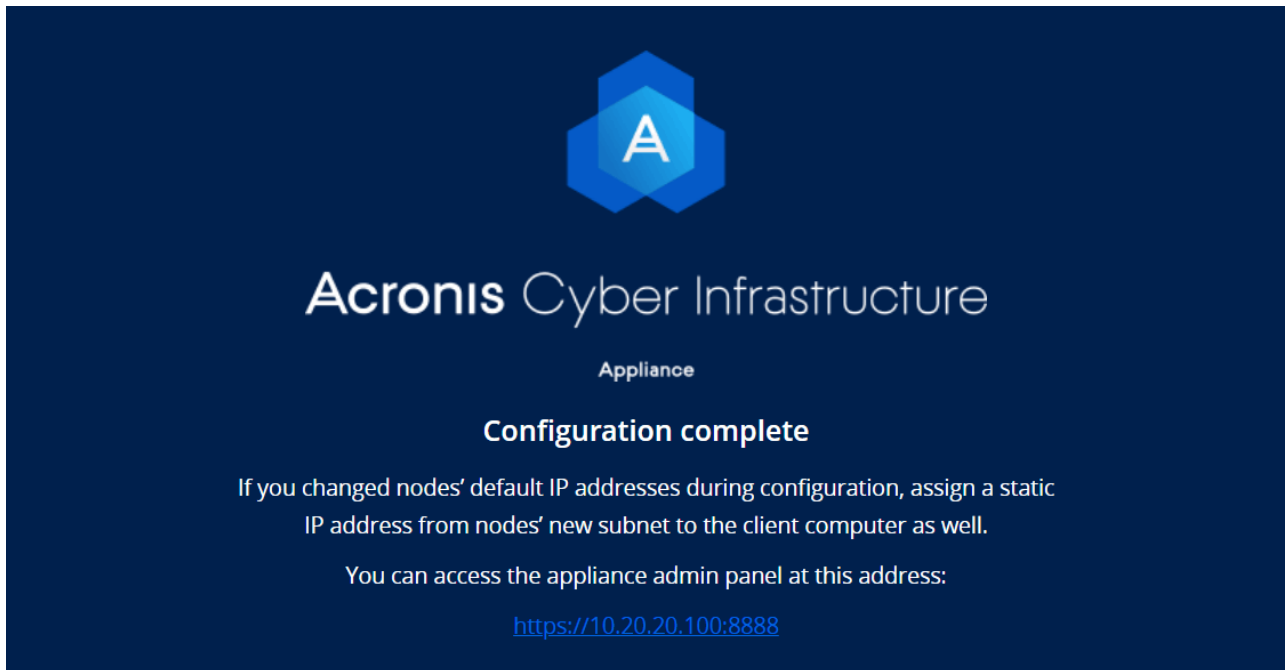 A
Acronis Cyber Infrastructure
Appliance
Configuration complete
If you changed nodes’ default IP addresses during configuration, assign a static
IP address from nodes’ new subnet to the client computer as well.
You can access the appliance admin panel at this address:
https://10.20.20.100:8888